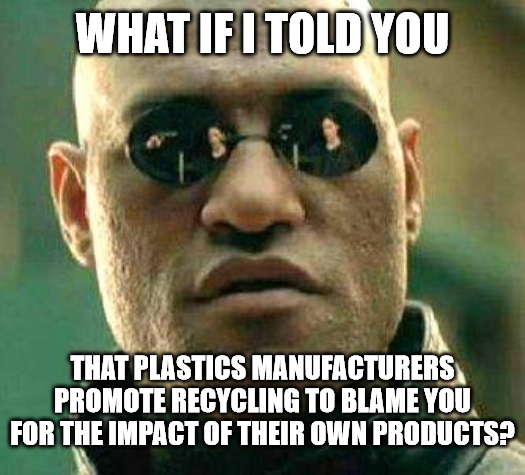 WHAT IF I TOLD YOU
THAT PLASTICS MANUFACTURERS
PROMOTE RECYCLING TO BLAME YOU
FOR THE IMPACT OF THEIR OWN PRODUCTS?